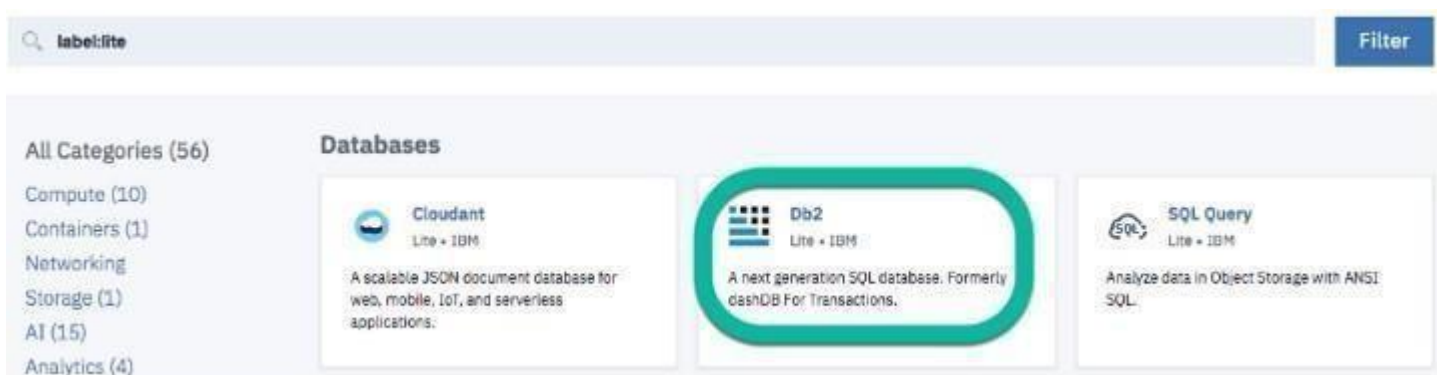 label:lite
Filter
All Categories (56)
Compute (10)
Containers (1)
Networking
Storage (1)
AI (15)
Analytics (4)
Databases
Cloudant
Lite • IBM
A scalable JSON document database for
web, mobile, IoT, and serverless
applications.
Db2
Lite • IBM
A next generation SQL database. Formerly
dashDB For Transactions.
SQL
SQL Query
Lite • IBM
Analyze data in Object Storage with ANSI
SQL.